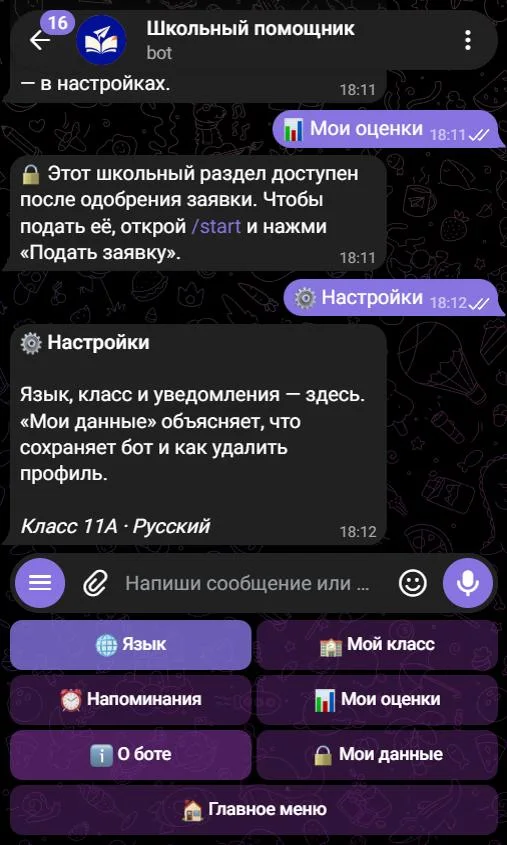 16
Школьный помощник
bot
— в настройках.
18:11
📊 Мои оценки 18:11
🔒 Этот школьный раздел доступен
после одобрения заявки. Чтобы
подать её, открой /start и нажми
«Подать заявку».
18:11
⚙️ Настройки 18:12
⚙️ Настройки
Язык, класс и уведомления — здесь.
«Мои данные» объясняет, что
сохраняет бот и как удалить
профиль.
Класс 11А · Русский
18:12
Напиши сообщение или ...
🌐 Язык
🏫 Мой класс
⏰ Напоминания
📊 Мои оценки
ℹ️ О боте
🔒 Мои данные
🏠 Главное меню